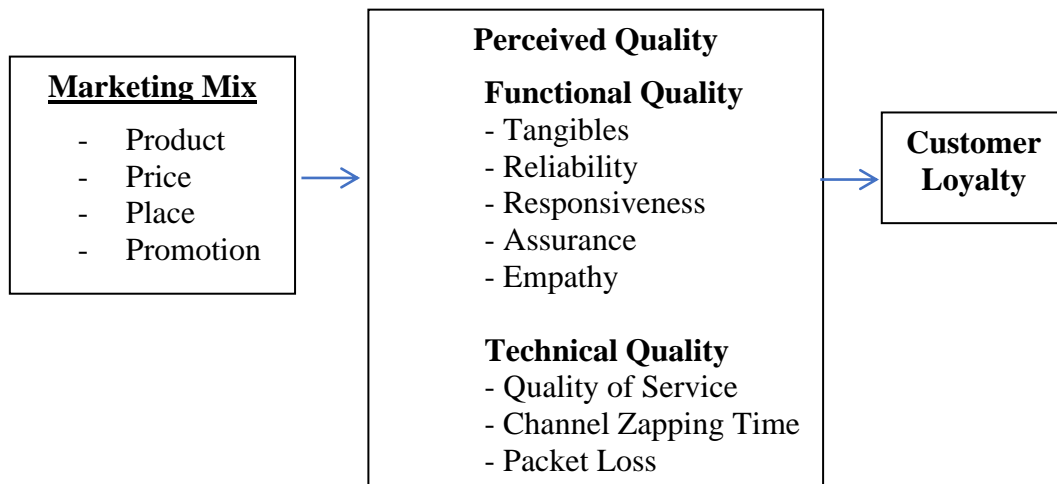 Marketing Mix
- Product
- Price
- Place
- Promotion
Perceived Quality
Functional Quality
- Tangibles
- Reliability
- Responsiveness
- Assurance
- Empathy
Technical Quality
- Quality of Service
- Channel Zapping Time
- Packet Loss
Customer
Loyalty